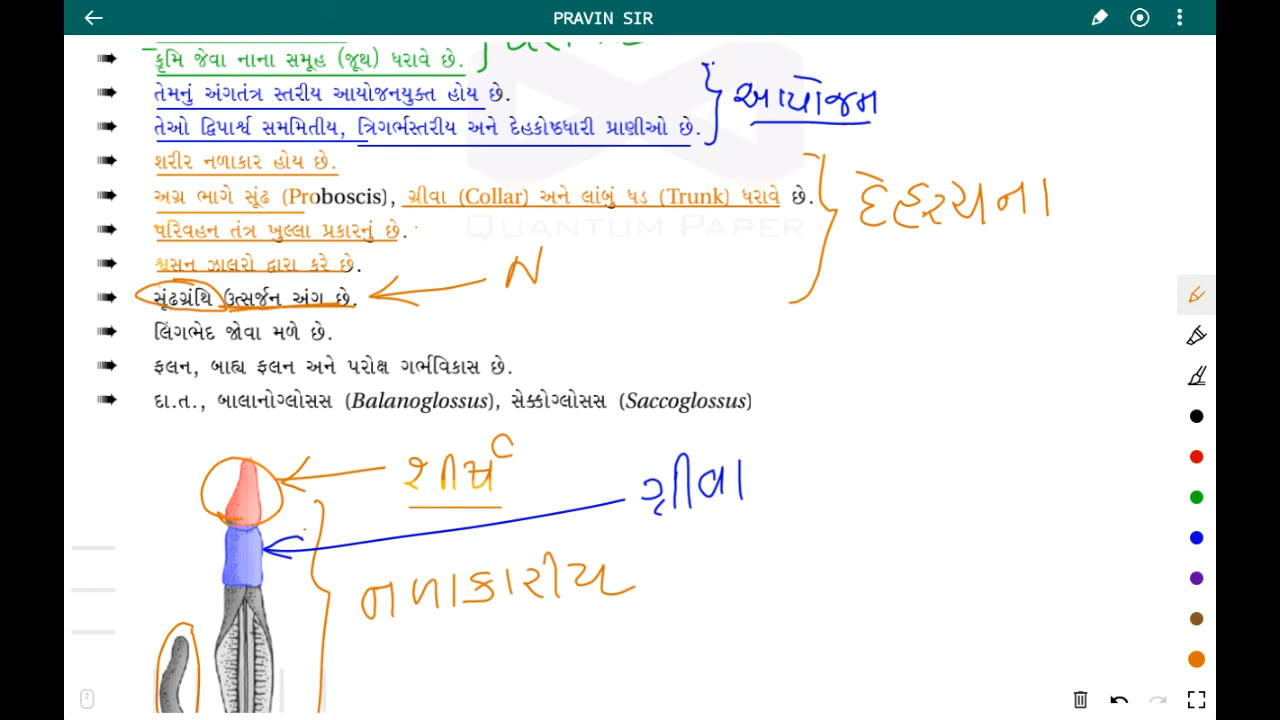 PRAVIN SIR
કૃમિ જેવા નાના સમૂહ (જૂથ) ધરાવે છે.
તેમનું અંગતંત્ર સ્તરીય આયોજનયુક્ત હોય છે.
આયોજન
તેઓ દ્વિપાર્શ્વ સમમિતીય, ત્રિગર્ભસ્તરીય અને દેહકોષ્ઠધારી પ્રાણીઓ છે.
શરીર નળાકાર હોય છે.
અગ્ર ભાગે સૂંઢ (Proboscis), ગ્રીવા (Collar) અને લાંબું ધડ (Trunk) ધરાવે છે.
દેહરચના
QUANTUM PAPER
પરિવહન તંત્ર ખુલ્લા પ્રકારનું છે.
શ્વસન ઝાલરો દ્વારા કરે છે.
N
સૂંઢગ્રંથિ ઉત્સર્જન અંગ છે.
લિંગભેદ જોવા મળે છે.
ફલન, બાહ્ય ફલન અને પરોક્ષ ગર્ભવિકાસ છે.
દા.ત., બાલાનોગ્લોસસ (Balanoglossus), સેક્કોગ્લોસસ (Saccoglossus)
શીર્ષ
ગ્રીવા
નળાકારીય